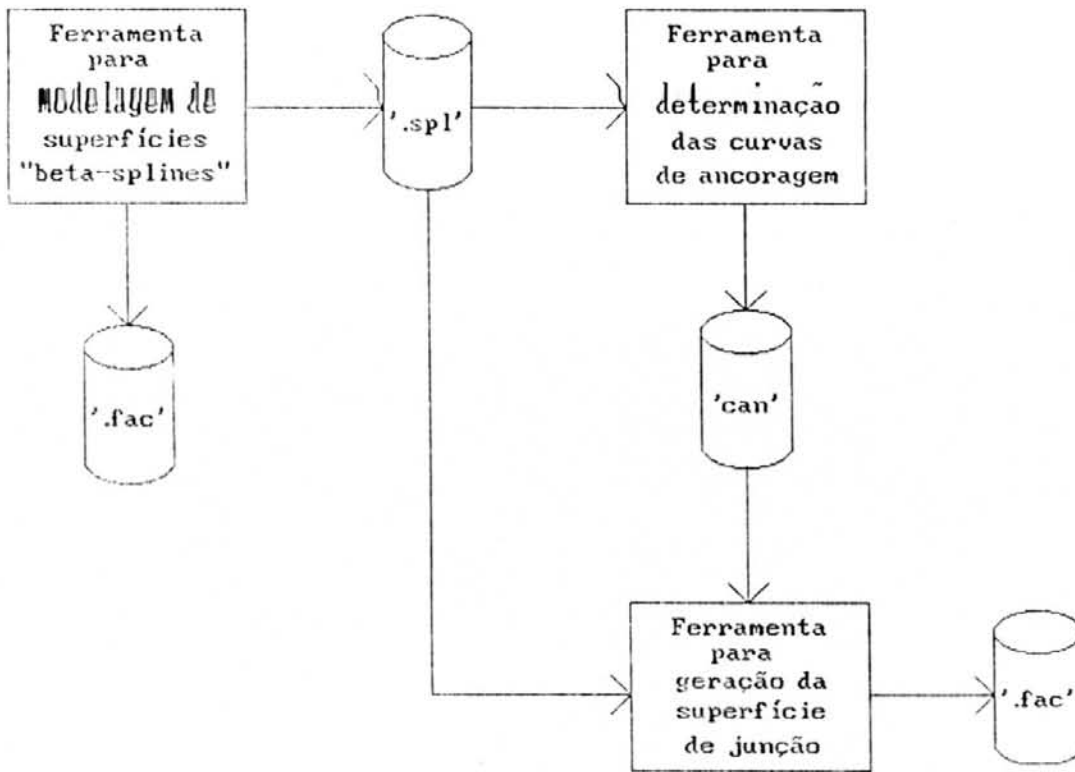 Ferramenta
para
modelagem de
superfícies
"beta-splines"
'.spl'
Ferramenta
para
determinação
das curvas
de ancoragem
'.fac'
'can'
Ferramenta
para
geração da
superfície
de junção
'.fac'